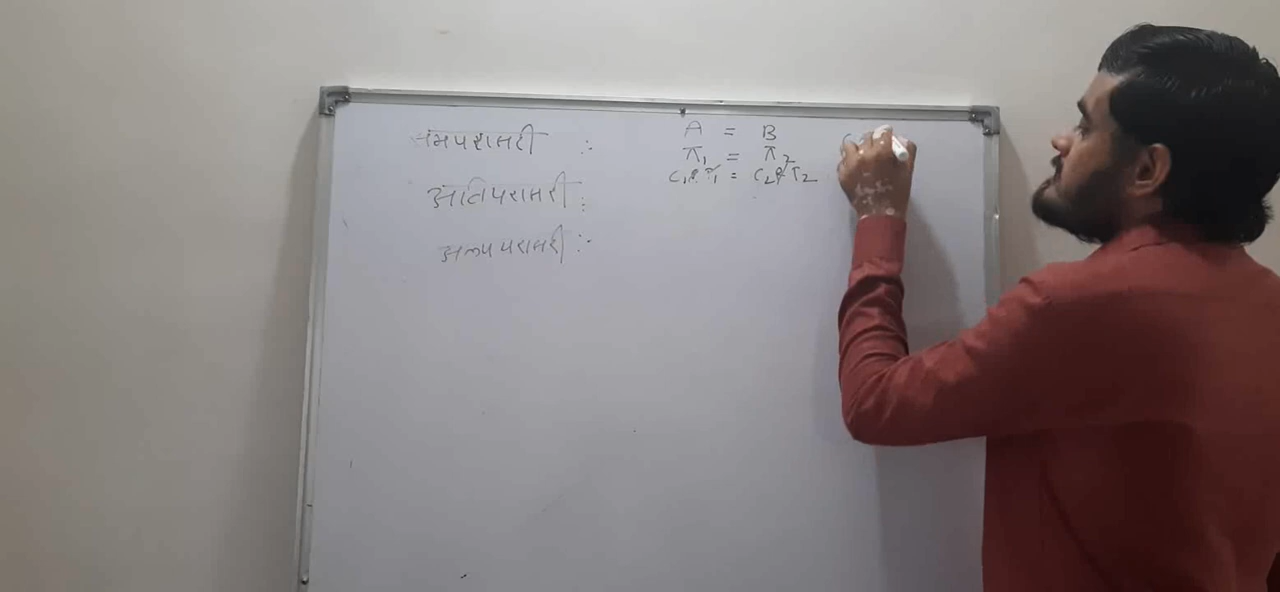 समपरासरी :- A = B
π₁ = π₂
C₁RT₁ = C₂RT₂
अतिपरासरी :-
अल्पपरासरी :-